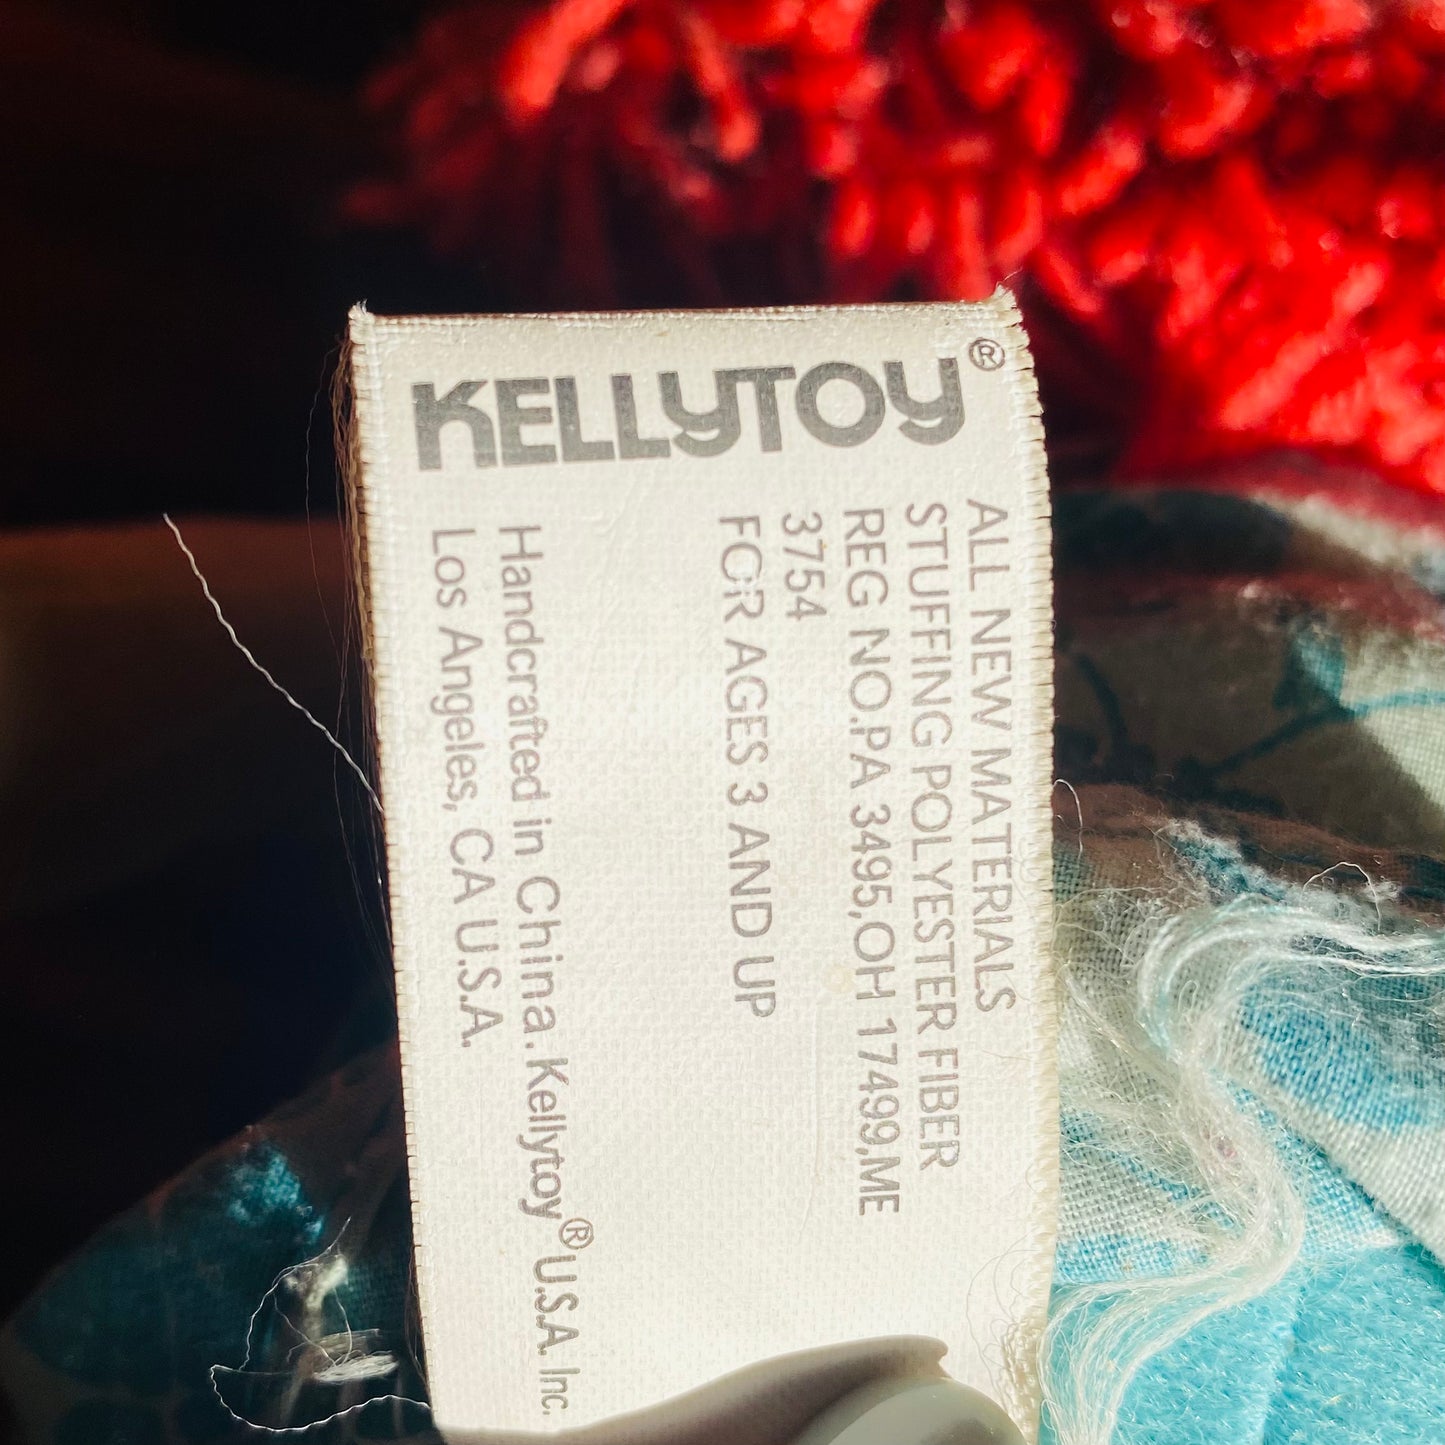 KELLYTOY®
ALL NEW MATERIALS
STUFFING POLYESTER FIBER
REG NO.PA 3495,OH 17499,ME
3754
FOR AGES 3 AND UP
Handcrafted in China. Kellytoy® U.S.A. Inc.
Los Angeles, CA U.S.A.